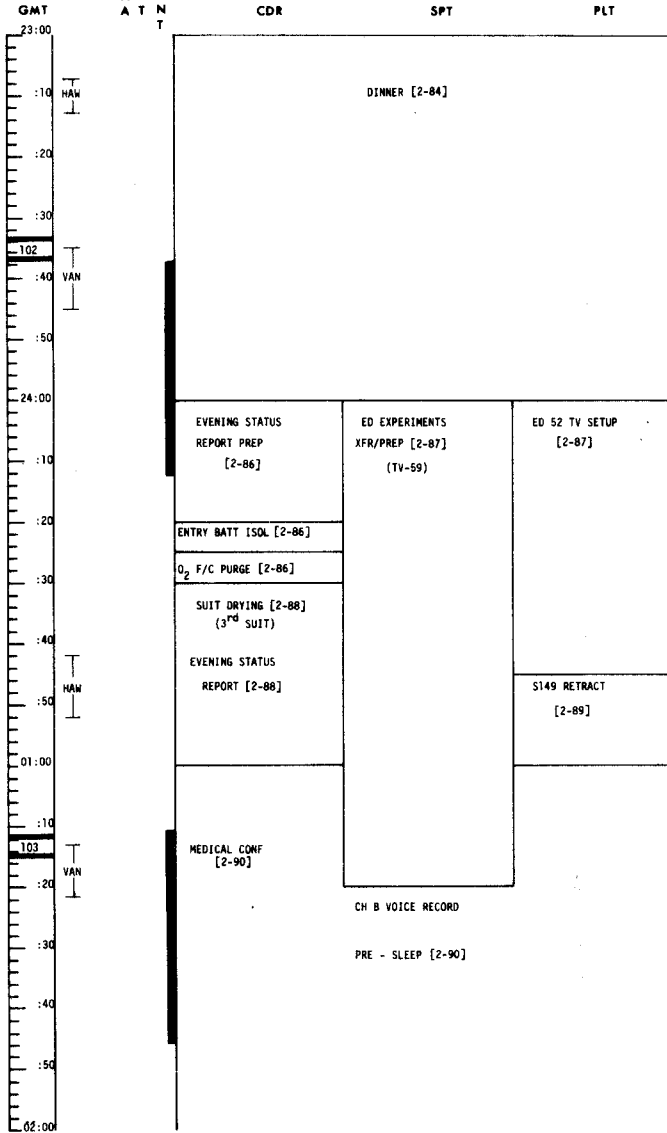 GMT A T N T CDR SPT PLT
23:00
:10 HAW DINNER [2-84]
:20
:30
102
:40 VAN
:50
24:00
EVENING STATUS ED EXPERIMENTS ED 52 TV SETUP
REPORT PREP XFR/PREP [2-87] [2-87]
:10 [2-86] (TV-59)
:20
ENTRY BATT ISOL [2-86]
O2 F/C PURGE [2-86]
:30
SUIT DRYING [2-88]
(3rd SUIT)
:40
EVENING STATUS
HAW REPORT [2-88] S149 RETRACT
:50 [2-89]
01:00
:10
103 MEDICAL CONF
VAN [2-90]
:20
CH B VOICE RECORD
:30 PRE - SLEEP [2-90]
:40
:50
02:00